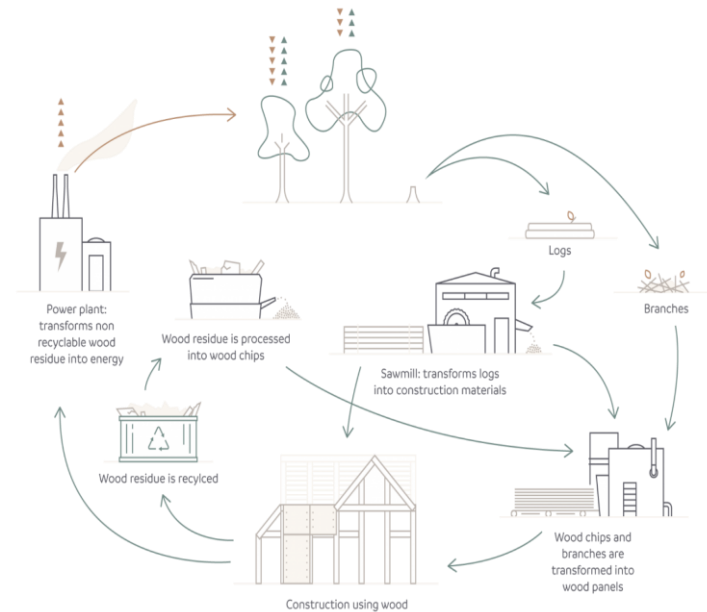 Logs
Branches
Power plant:
transforms non
recyclable wood
residue into energy
Wood residue is processed
into wood chips
Sawmill: transforms logs
into construction materials
Wood residue is recylced
Wood chips and
branches are
transformed into
wood panels
Construction using wood